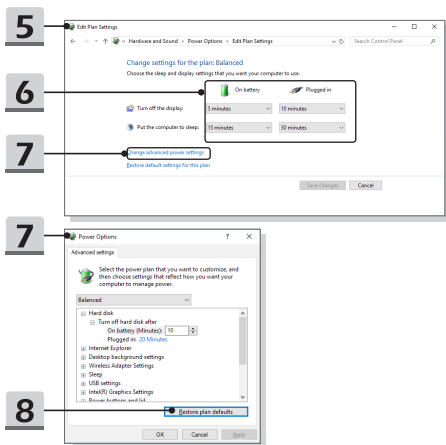 5
Edit Plan Settings
« Hardware and Sound › Power Options › Edit Plan Settings
Search Control Panel
Change settings for the plan: Balanced
Choose the sleep and display settings that you want your computer to use.
6
On battery Plugged in
Turn off the display: 5 minutes 10 minutes
Put the computer to sleep: 15 minutes 30 minutes
7
Change advanced power settings
Restore default settings for this plan
Save changes Cancel
7
Power Options ? X
Advanced settings
Select the power plan that you want to customize, and
then choose settings that reflect how you want your
computer to manage power.
Balanced
Hard disk
Turn off hard disk after
On battery (Minutes): 10
Plugged in: 20 Minutes
Internet Explorer
Desktop background settings
Wireless Adapter Settings
Sleep
USB settings
Intel(R) Graphics Settings
Power buttons and lid
8
Restore plan defaults
OK Cancel Apply